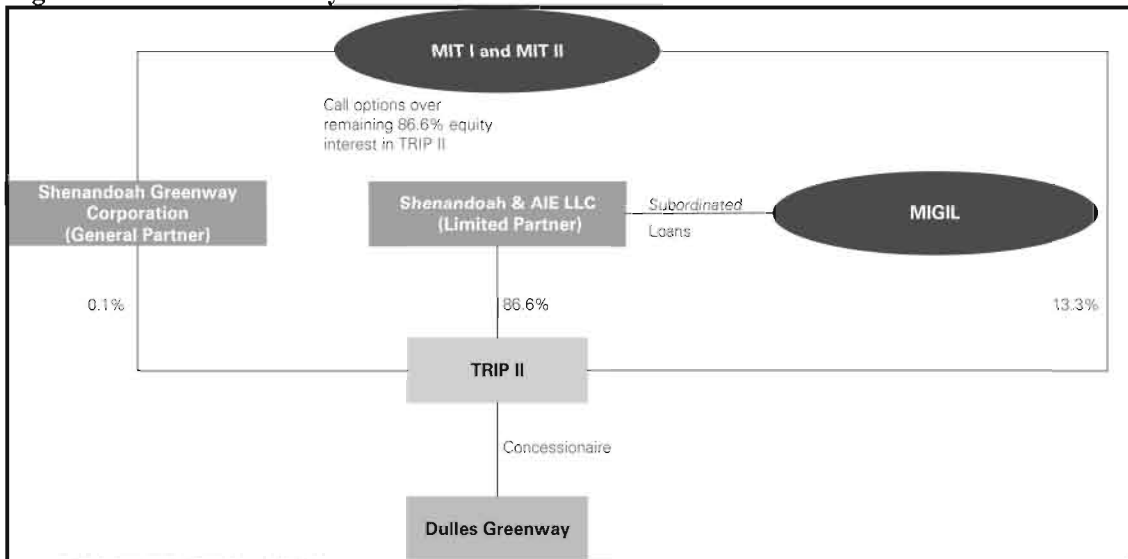 MIT I and MIT II
Call options over
remaining 86.6% equity
interest in TRIP II
Shenandoah Greenway
Corporation
(General Partner)
Shenandoah & AIE LLC
(Limited Partner)
Subordinated
Loans
MIGIL
0.1%
86.6%
13.3%
TRIP II
Concessionaire
Dulles Greenway